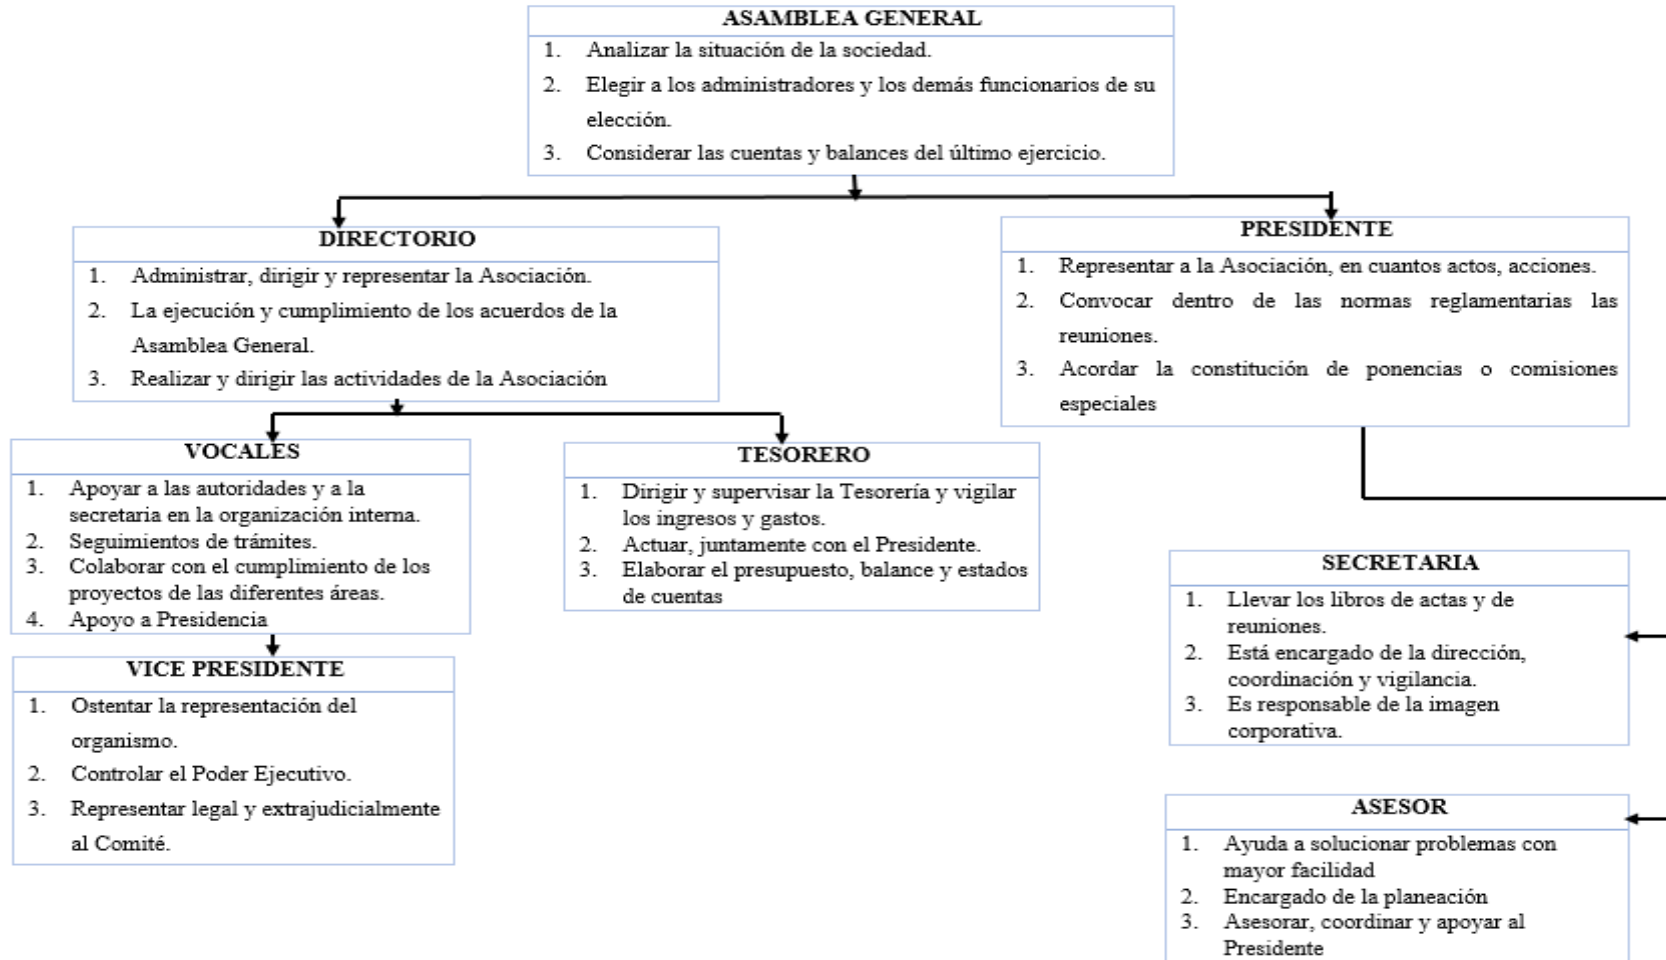 ASAMBLEA GENERAL
1. Analizar la situación de la sociedad.
2. Elegir a los administradores y los demás funcionarios de su
elección.
3. Considerar las cuentas y balances del último ejercicio.
DIRECTORIO
1. Administrar, dirigir y representar la Asociación.
2. La ejecución y cumplimiento de los acuerdos de la
Asamblea General.
3. Realizar y dirigir las actividades de la Asociación
PRESIDENTE
1. Representar a la Asociación, en cuantos actos, acciones.
2. Convocar dentro de las normas reglamentarias las
reuniones.
3. Acordar la constitución de ponencias o comisiones
especiales
VOCALES
1. Apoyar a las autoridades y a la
secretaria en la organización interna.
2. Seguimientos de trámites.
3. Colaborar con el cumplimiento de los
proyectos de las diferentes áreas.
4. Apoyo a Presidencia
TESORERO
1. Dirigir y supervisar la Tesorería y vigilar
los ingresos y gastos.
2. Actuar, juntamente con el Presidente.
3. Elaborar el presupuesto, balance y estados
de cuentas
VICE PRESIDENTE
1. Ostentar la representación del
organismo.
2. Controlar el Poder Ejecutivo.
3. Representar legal y extrajudicialmente
al Comité.
SECRETARIA
1. Llevar los libros de actas y de
reuniones.
2. Está encargado de la dirección,
coordinación y vigilancia.
3. Es responsable de la imagen
corporativa.
ASESOR
1. Ayuda a solucionar problemas con
mayor facilidad
2. Encargado de la planeación
3. Asesorar, coordinar y apoyar al
Presidente